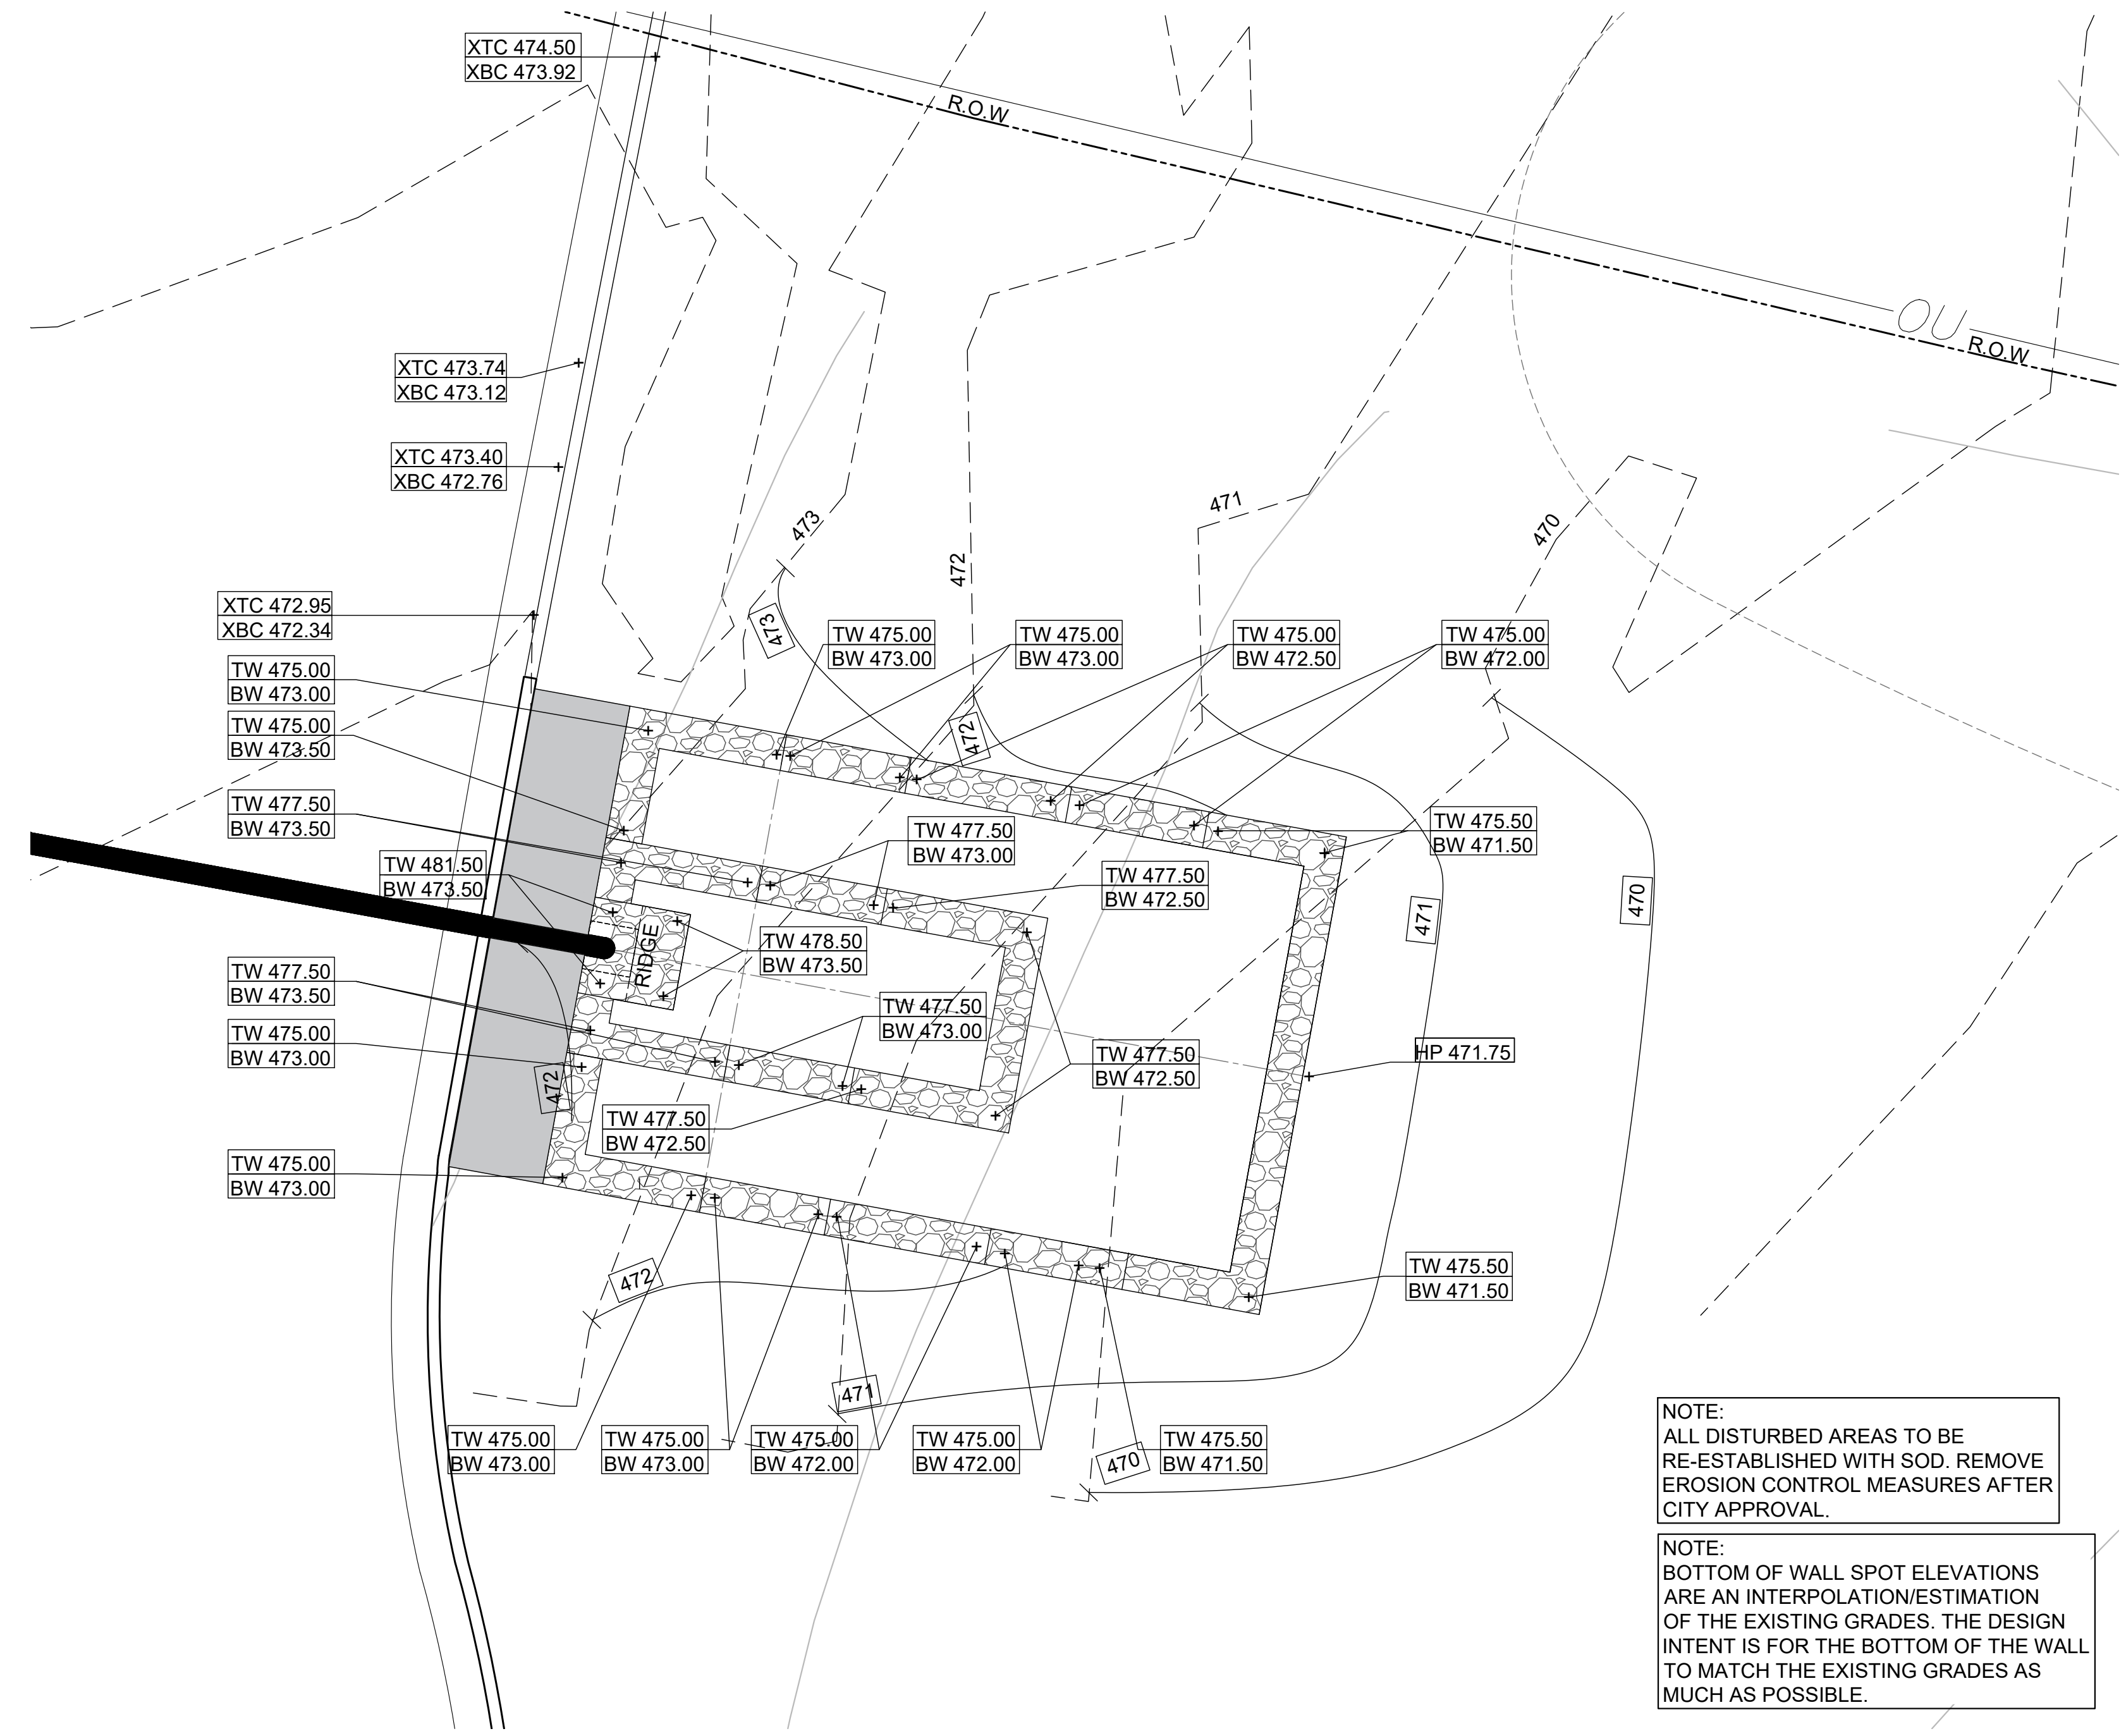 XTC 474.50
XBC 473.92
R.O.W
OU
R.O.W
XTC 473.74
XBC 473.12
XTC 473.40
XBC 472.76
473
472
471
470
XTC 472.95
XBC 472.34
473
TW 475.00
BW 473.00
TW 475.00
BW 473.00
TW 475.00
BW 472.50
TW 475.00
BW 472.00
TW 475.00
BW 473.00
TW 475.00
BW 473.50
472
TW 477.50
BW 473.50
TW 477.50
BW 473.00
TW 475.50
BW 471.50
TW 481.50
BW 473.50
TW 477.50
BW 472.50
471
470
RIDGE
TW 478.50
BW 473.50
TW 477.50
BW 473.50
TW 477.50
BW 473.00
TW 475.00
BW 473.00
TW 477.50
BW 472.50
HP 471.75
472
TW 477.50
BW 472.50
TW 475.00
BW 473.00
472
TW 475.50
BW 471.50
471
TW 475.00
BW 473.00
TW 475.00
BW 473.00
TW 475.00
BW 472.00
TW 475.00
BW 472.00
470
TW 475.50
BW 471.50
NOTE:
ALL DISTURBED AREAS TO BE
RE-ESTABLISHED WITH SOD. REMOVE
EROSION CONTROL MEASURES AFTER
CITY APPROVAL.
NOTE:
BOTTOM OF WALL SPOT ELEVATIONS
ARE AN INTERPOLATION/ESTIMATION
OF THE EXISTING GRADES. THE DESIGN
INTENT IS FOR THE BOTTOM OF THE WALL
TO MATCH THE EXISTING GRADES AS
MUCH AS POSSIBLE.